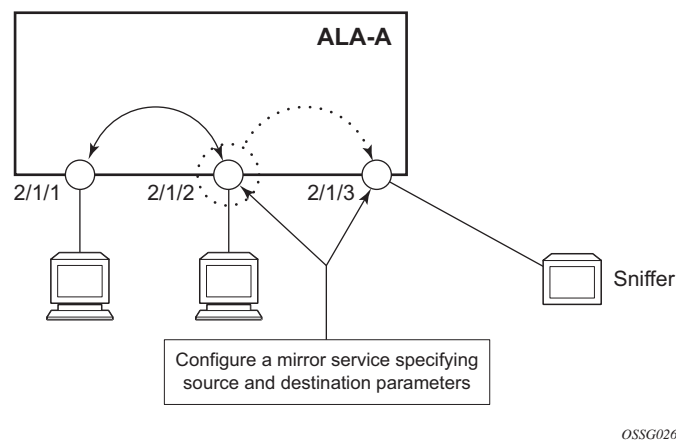 ALA-A
2/1/1
2/1/2
2/1/3
Sniffer
Configure a mirror service specifying
source and destination parameters
OSSG026